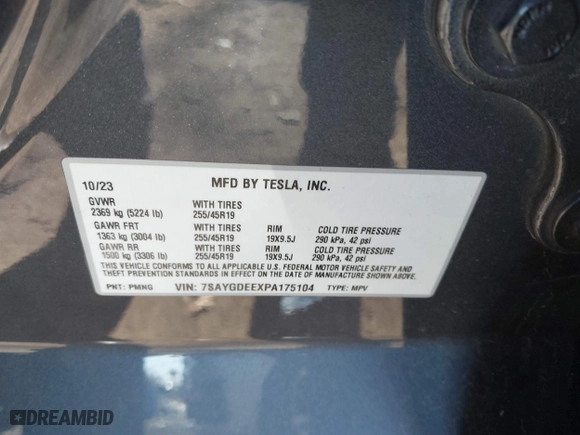 10/23 MFD BY TESLA, INC.
GVWR WITH TIRES
2369 kg (5224 lb) 255/45R19
GAWR FRT WITH TIRES RIM COLD TIRE PRESSURE
1363 kg (3004 lb) 255/45R19 19X9.5J 290 kPa, 42 psi
GAWR RR WITH TIRES RIM COLD TIRE PRESSURE
1500 kg (3306 lb) 255/45R19 19X9.5J 290 kPa, 42 psi
THIS VEHICLE CONFORMS TO ALL APPLICABLE U.S. FEDERAL MOTOR VEHICLE SAFETY AND
THEFT PREVENTION STANDARDS IN EFFECT ON THE DATE OF MANUFACTURE SHOWN ABOVE.
PNT: PMNG VIN: 7SAYGDEEXPA175104 TYPE: MPV
DREAMBID